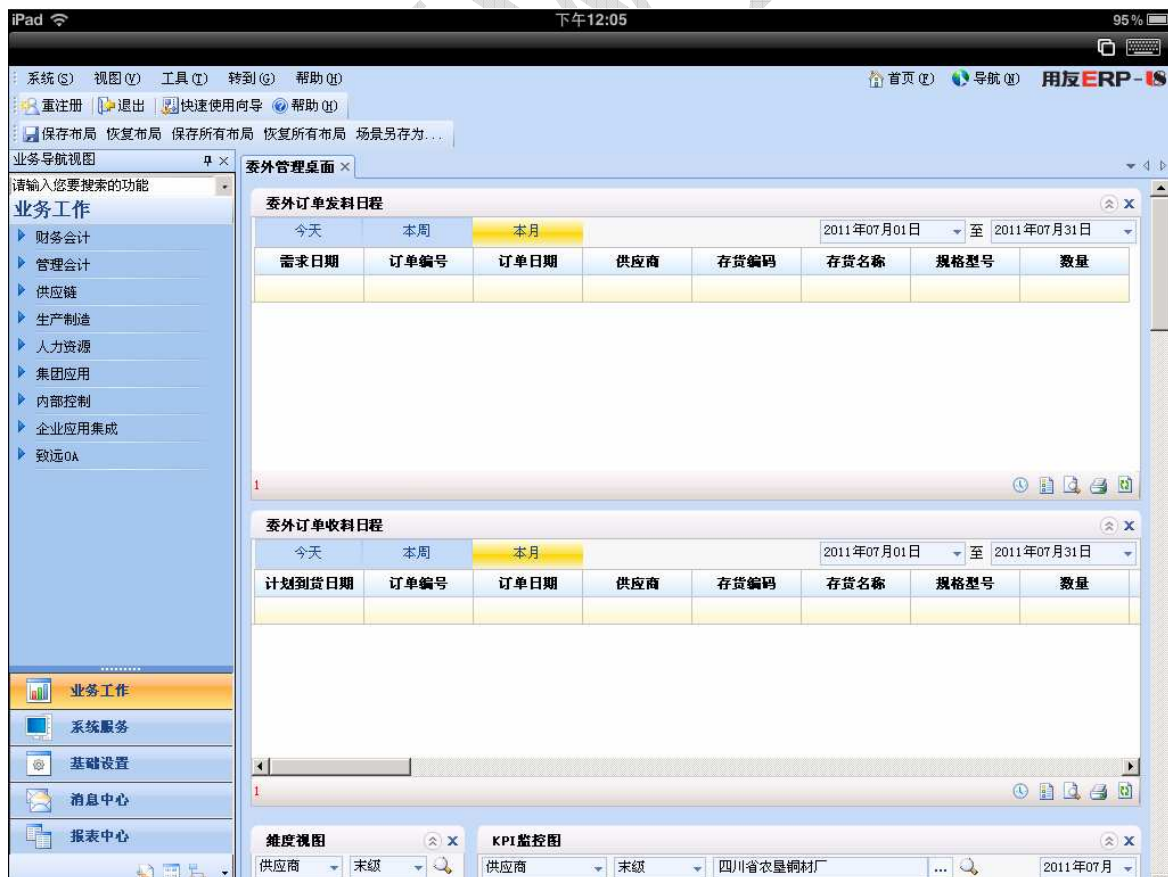 iPad 下午12:05 95%
系统(S) 视图(V) 工具(T) 转到(G) 帮助(H) 首页(F) 导航(N) 用友ERP-U8
重注册 退出 快速使用向导 帮助(H)
保存布局 恢复布局 保存所有布局 恢复所有布局 场景另存为...
业务导航视图
请输入您要搜索的功能
业务工作
财务会计
管理会计
供应链
生产制造
人力资源
集团应用
内部控制
企业应用集成
致远OA
业务工作
系统服务
基础设置
消息中心
报表中心
委外管理桌面
委外订单发料日程
今天 本周 本月 2011年07月01日 至 2011年07月31日
需求日期 订单编号 订单日期 供应商 存货编码 存货名称 规格型号 数量
1
委外订单收料日程
今天 本周 本月 2011年07月01日 至 2011年07月31日
计划到货日期 订单编号 订单日期 供应商 存货编码 存货名称 规格型号 数量
1
维度视图 KPI监控图
供应商 末级 供应商 末级 四川省农垦铜材厂 ... 2011年07月